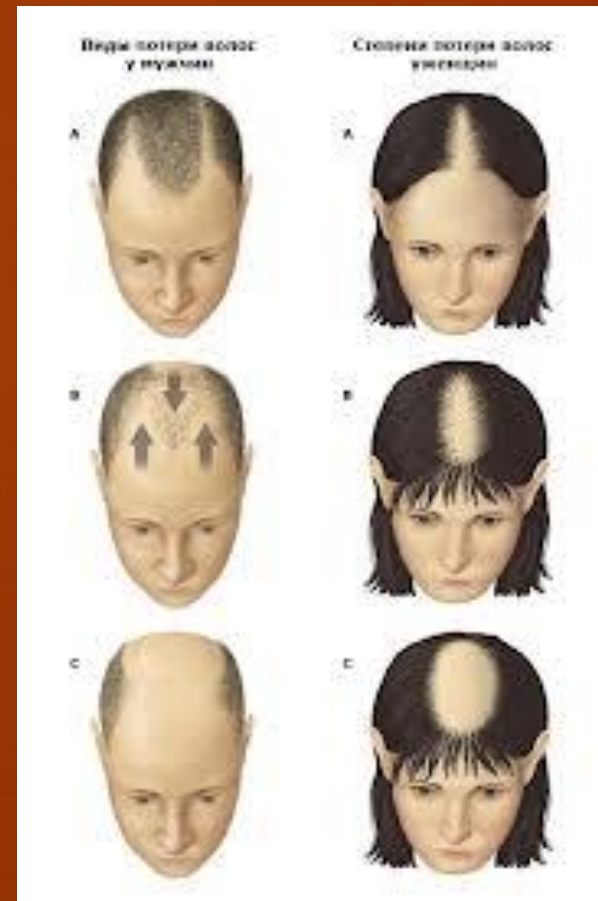 Виды потери волос
у мужчин
Степени потери волос
у женщин
A
A
B
B
C
C